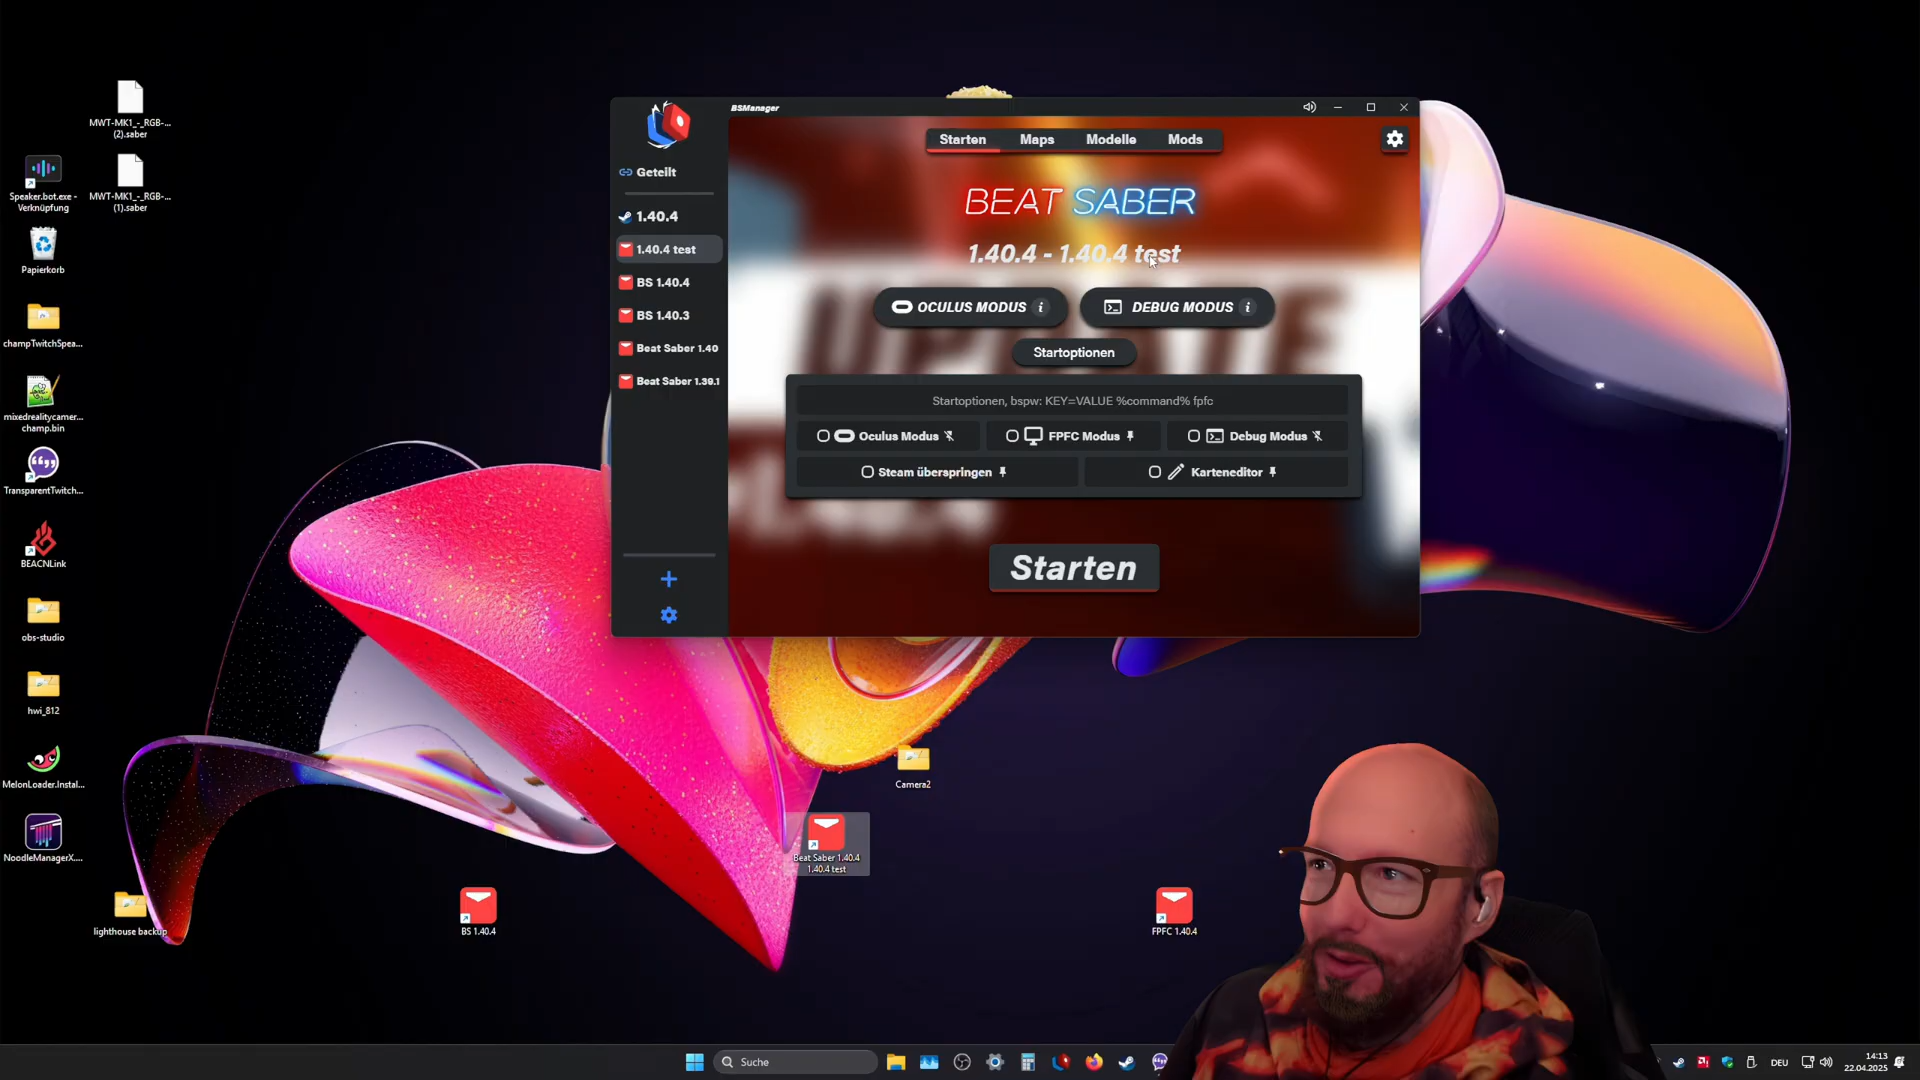 MWT-MK1_-_RGB-...
(2).saber
MWT-MK1_-_RGB-...
(1).saber
Speaker.bot.exe -
Verknüpfung
Papierkorb
champTwitchSpea...
mixedrealitycamer...
champ.bin
TransparentTwitch...
BEACNLink
obs-studio
hwi_812
MelonLoader.Instal...
NoodleManagerX....
lighthouse backup
BS 1.40.4
Camera2
Beat Saber 1.40.4
1.40.4 test
FPFC 1.40.4
BSManager
Geteilt
1.40.4
1.40.4 test
BS 1.40.4
BS 1.40.3
Beat Saber 1.40
Beat Saber 1.39.1
Starten
Maps
Modelle
Mods
BEAT SABER
1.40.4 - 1.40.4 test
OCULUS MODUS
DEBUG MODUS
Startoptionen
Startoptionen, bspw: KEY=VALUE %command% fpfc
Oculus Modus
FPFC Modus
Debug Modus
Steam überspringen
Karteneditor
Starten
Suche
DEU
14:13
22.04.2025